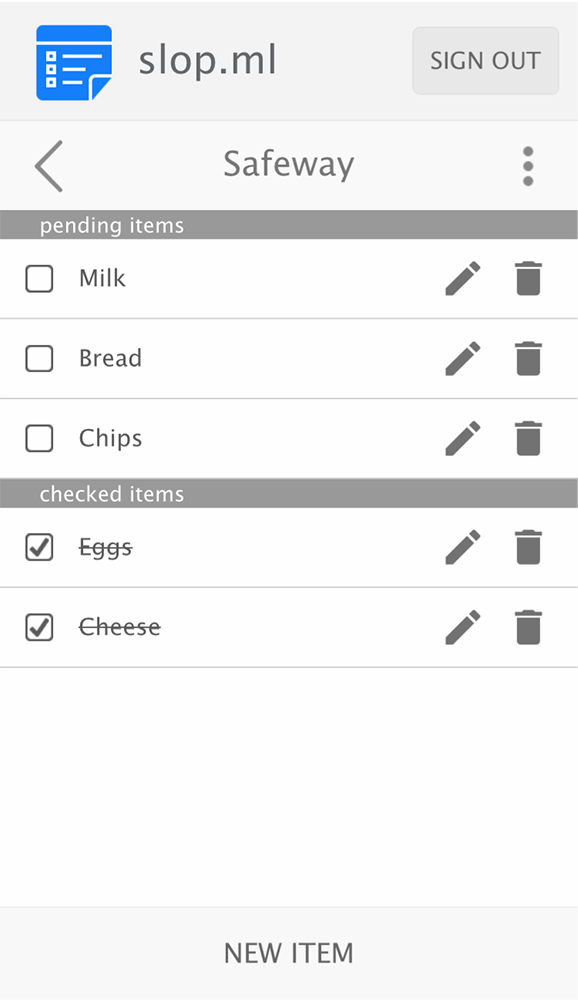 slop.ml
SIGN OUT
Safeway
pending items
Milk
Bread
Chips
checked items
Eggs
Cheese
NEW ITEM